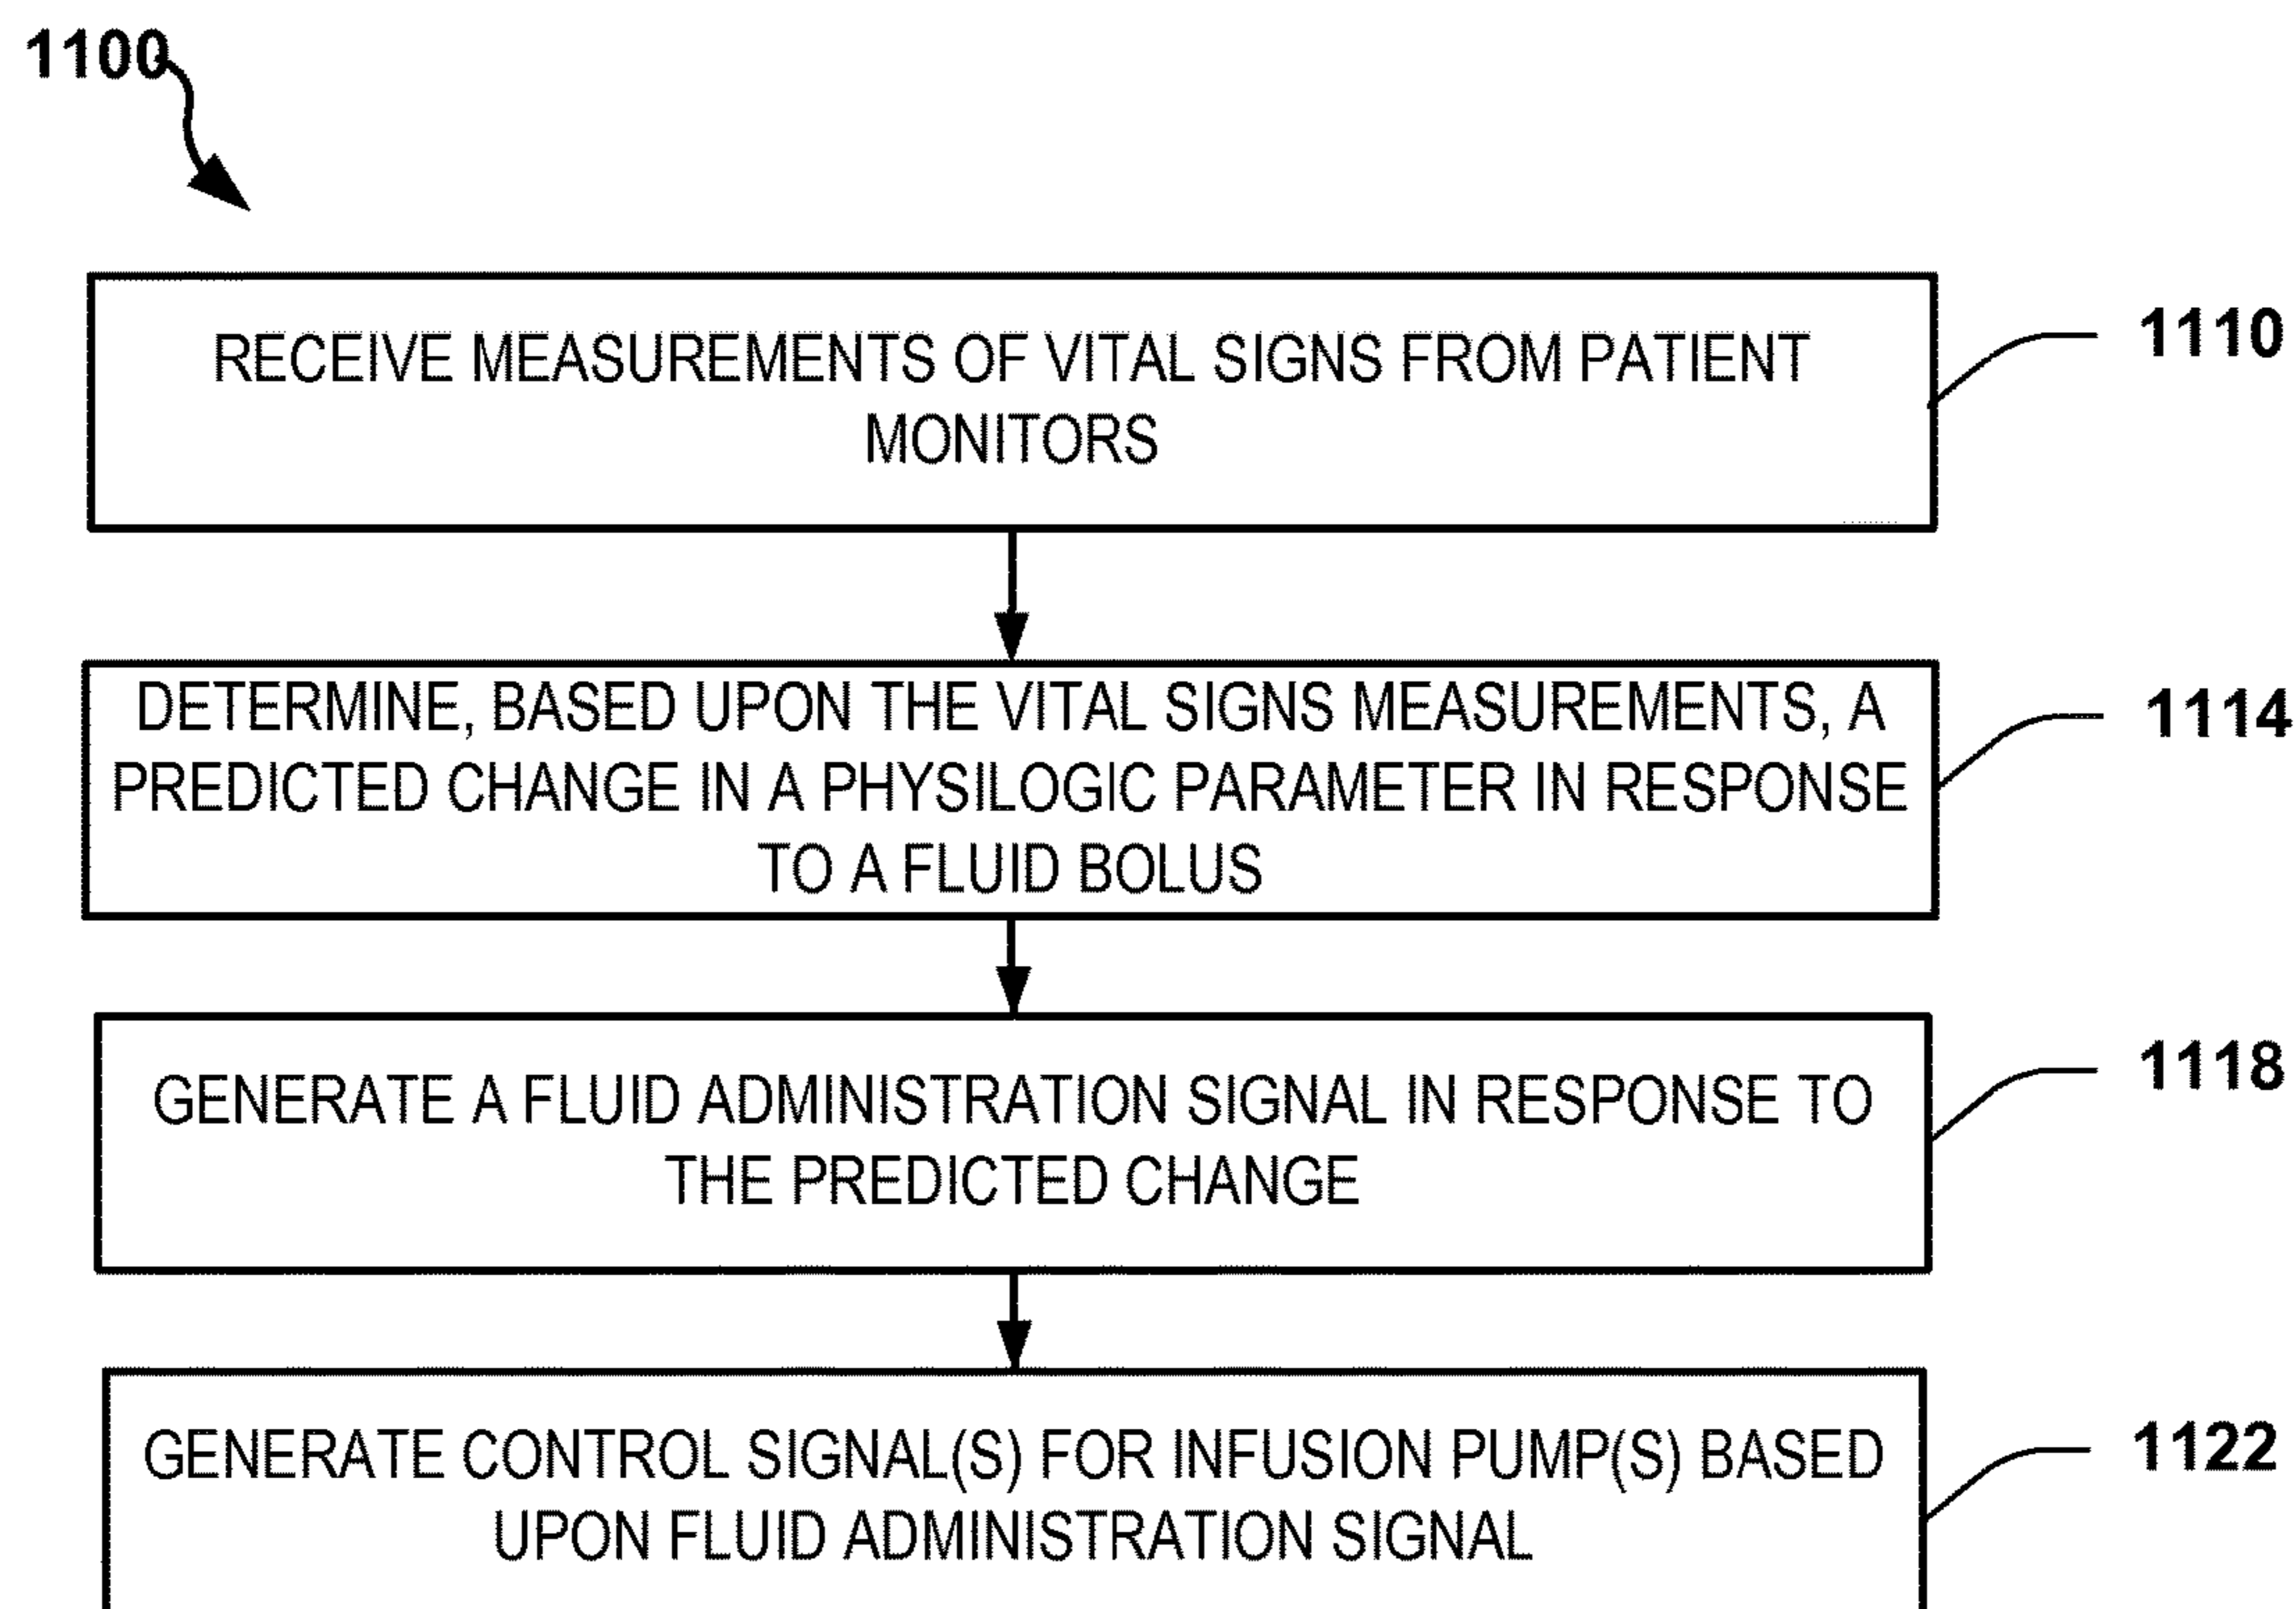 1100
RECEIVE MEASUREMENTS OF VITAL SIGNS FROM PATIENT
MONITORS
1110
DETERMINE, BASED UPON THE VITAL SIGNS MEASUREMENTS, A
PREDICTED CHANGE IN A PHYSILOGIC PARAMETER IN RESPONSE
TO A FLUID BOLUS
1114
GENERATE A FLUID ADMINISTRATION SIGNAL IN RESPONSE TO
THE PREDICTED CHANGE
1118
GENERATE CONTROL SIGNAL(S) FOR INFUSION PUMP(S) BASED
UPON FLUID ADMINISTRATION SIGNAL
1122